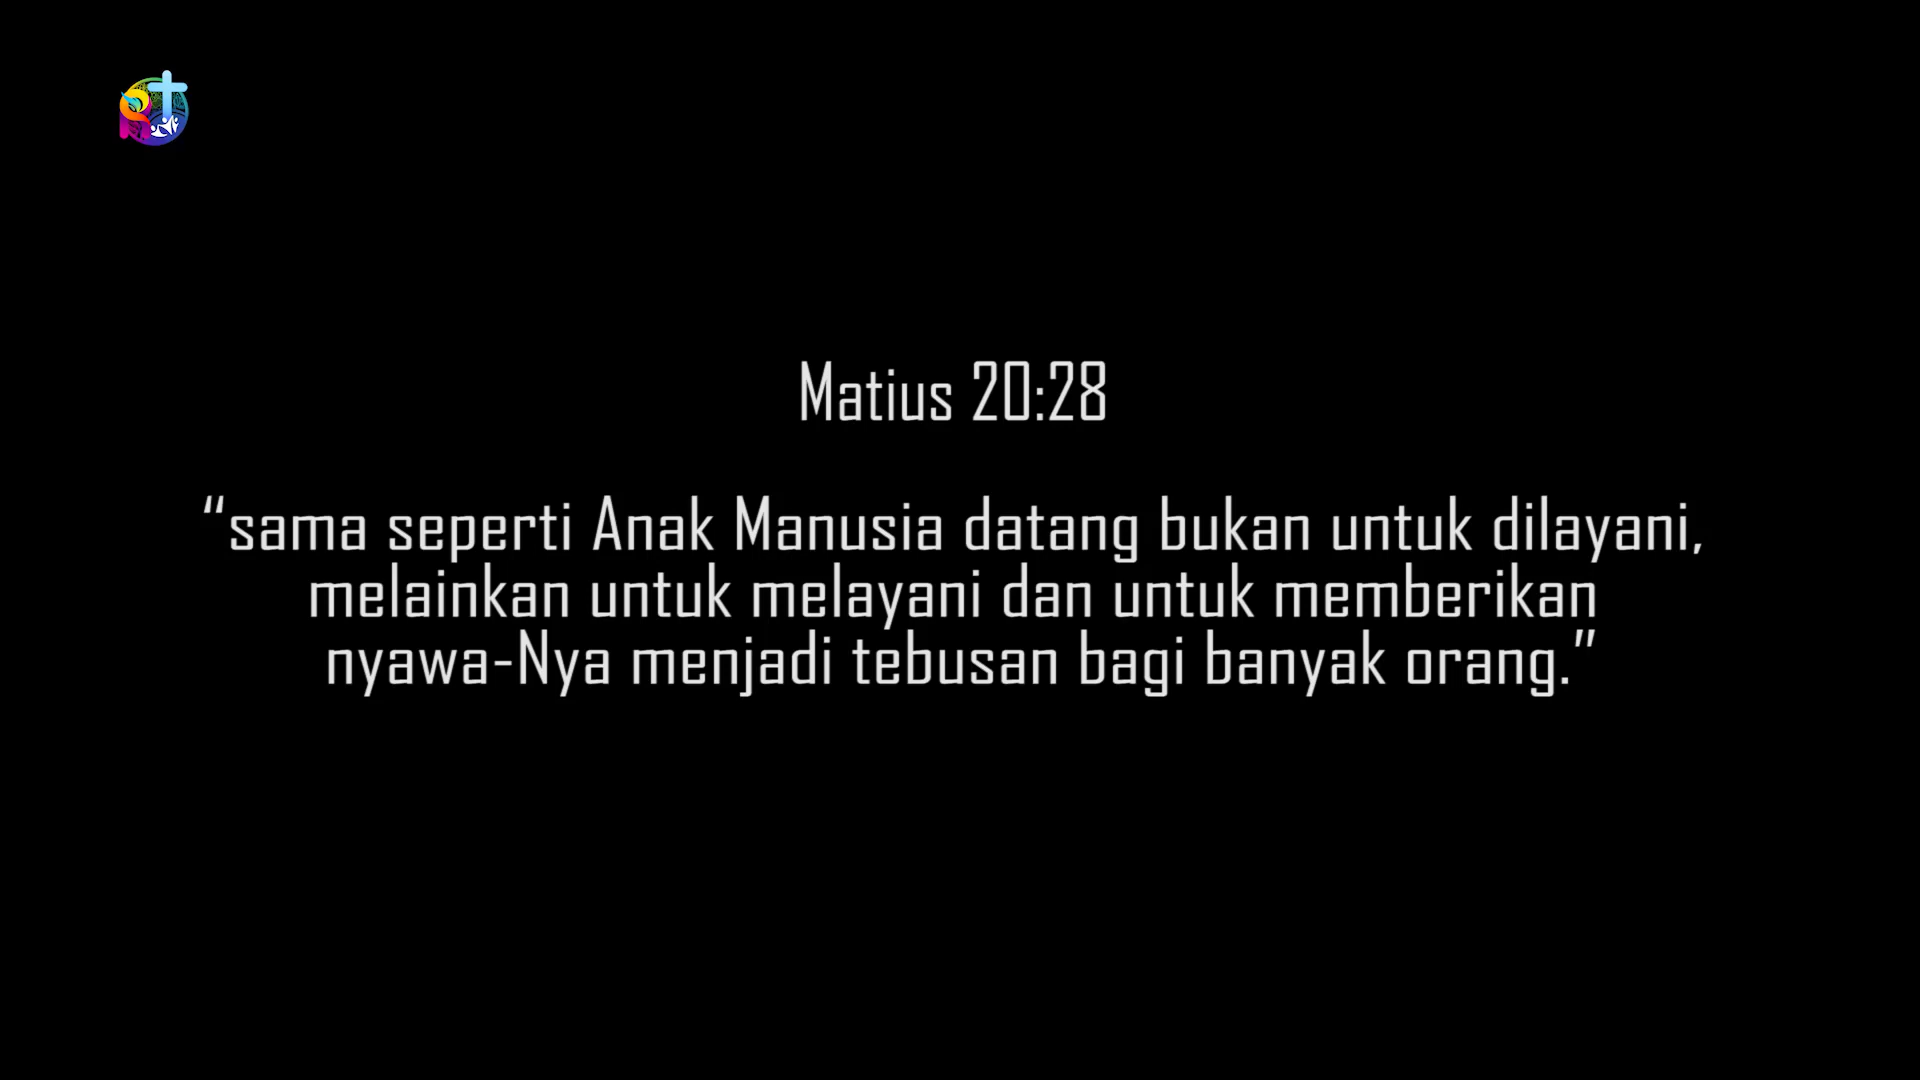 Matius 20:28
“sama seperti Anak Manusia datang bukan untuk dilayani,
melainkan untuk melayani dan untuk memberikan
nyawa-Nya menjadi tebusan bagi banyak orang.”